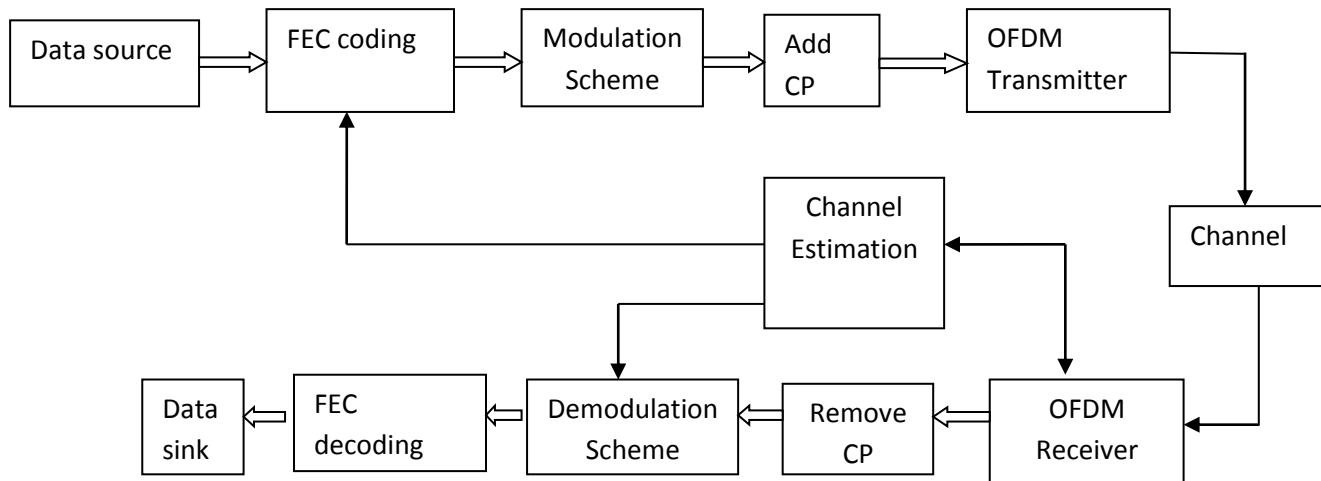 Data source
FEC coding
Modulation
Scheme
Add
CP
OFDM
Transmitter
Channel
Estimation
Channel
Data
sink
FEC
decoding
Demodulation
Scheme
Remove
CP
OFDM
Receiver